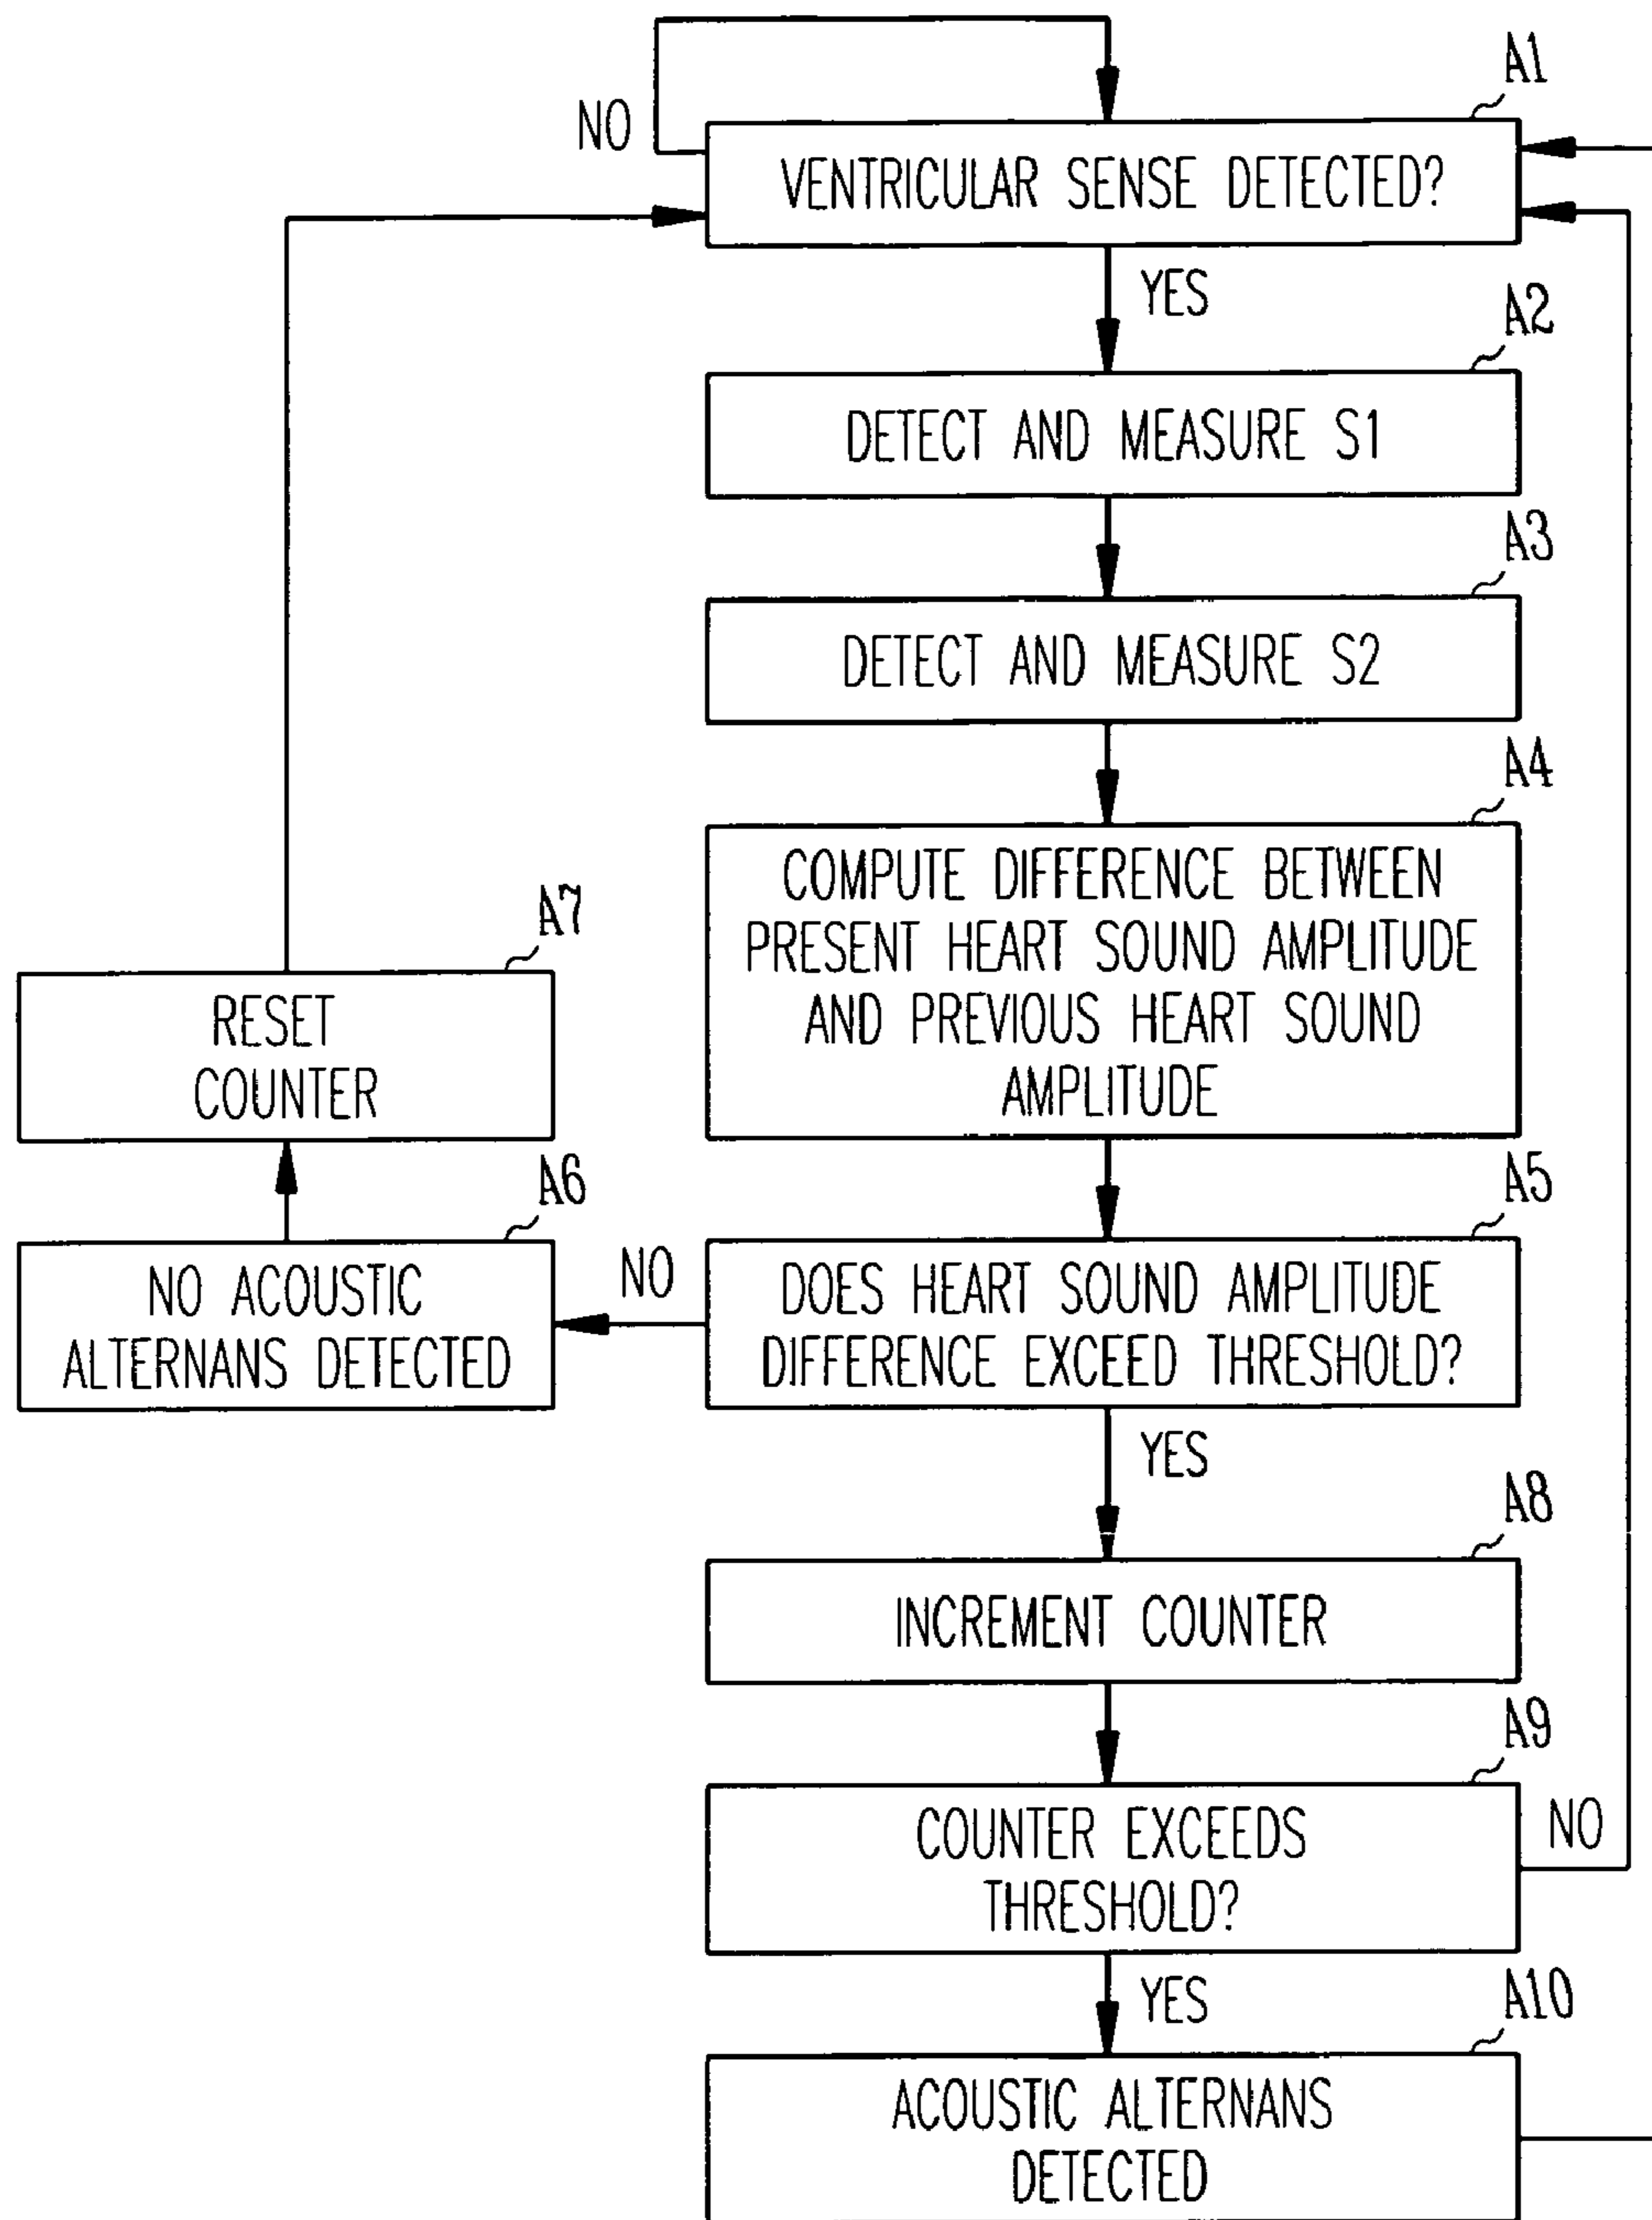 A1
NO
VENTRICULAR SENSE DETECTED?
YES
A2
DETECT AND MEASURE S1
A3
DETECT AND MEASURE S2
A4
COMPUTE DIFFERENCE BETWEEN
PRESENT HEART SOUND AMPLITUDE
AND PREVIOUS HEART SOUND
AMPLITUDE
A7
RESET
COUNTER
A6
NO ACOUSTIC
ALTERNANS DETECTED
NO
A5
DOES HEART SOUND AMPLITUDE
DIFFERENCE EXCEED THRESHOLD?
YES
A8
INCREMENT COUNTER
A9
COUNTER EXCEEDS
THRESHOLD?
NO
YES
A10
ACOUSTIC ALTERNANS
DETECTED